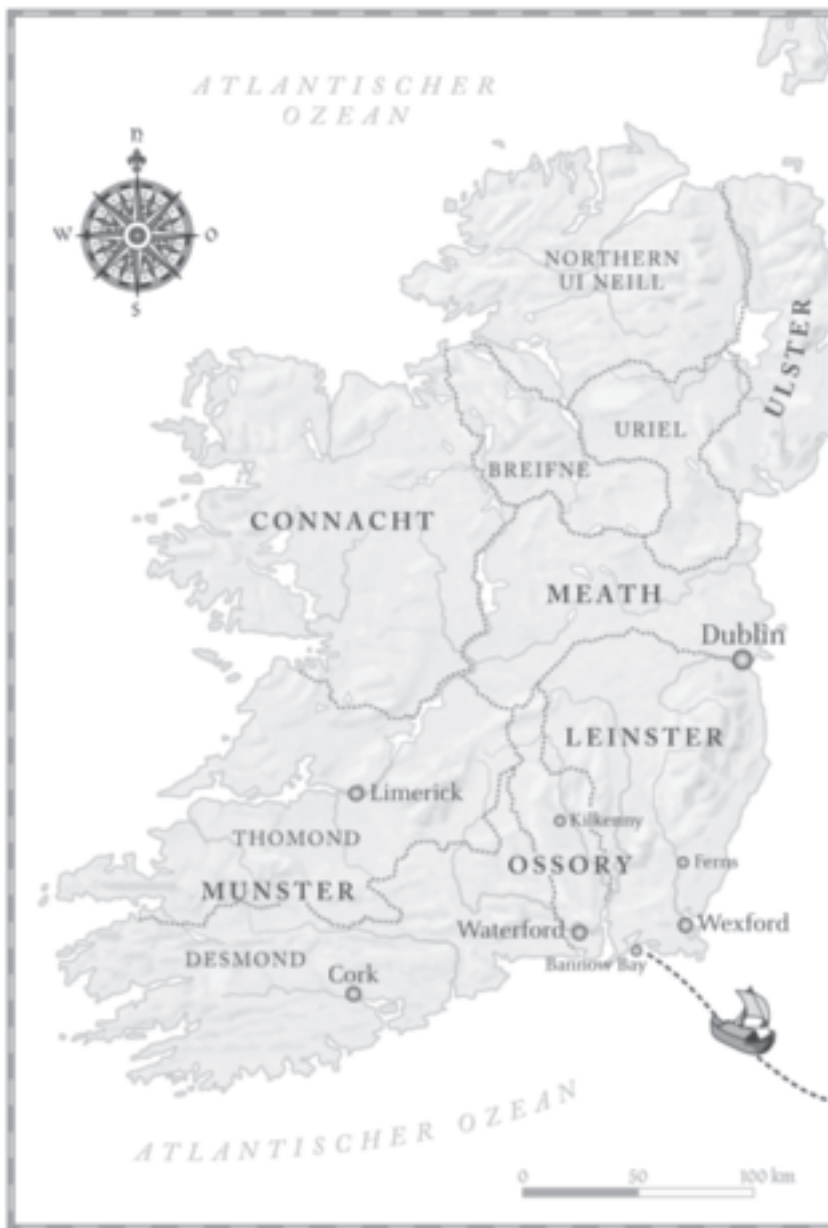 ATLANTISCHER
OZEAN
N
W
O
S
NORTHERN
UI NEILL
ULSTER
URIEL
BREIFNE
CONNACHT
MEATH
Dublin
LEINSTER
Limerick
Kilkenny
THOMOND
OSSORY
Ferns
MUNSTER
Waterford
Wexford
DESMOND
Bannow Bay
Cork
ATLANTISCHER OZEAN
0 50 100 km